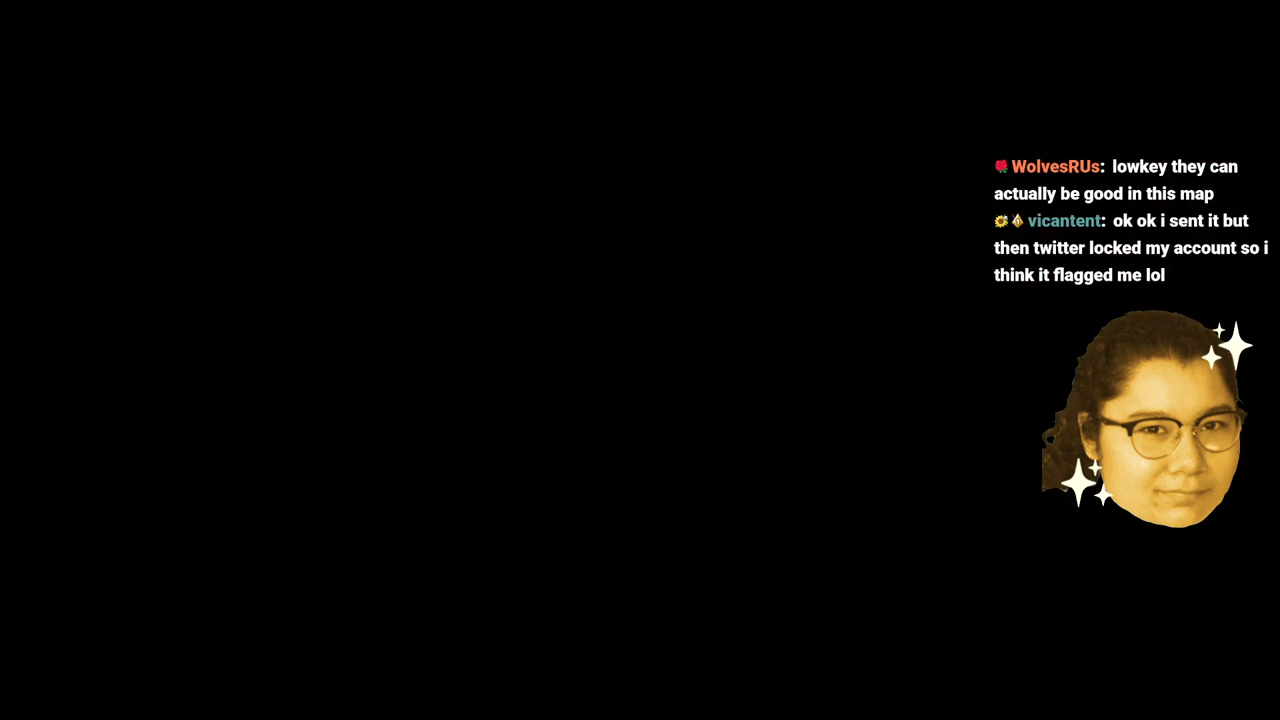 WolvesRUs: lowkey they can
actually be good in this map
vicantent: ok ok i sent it but
then twitter locked my account so i
think it flagged me lol